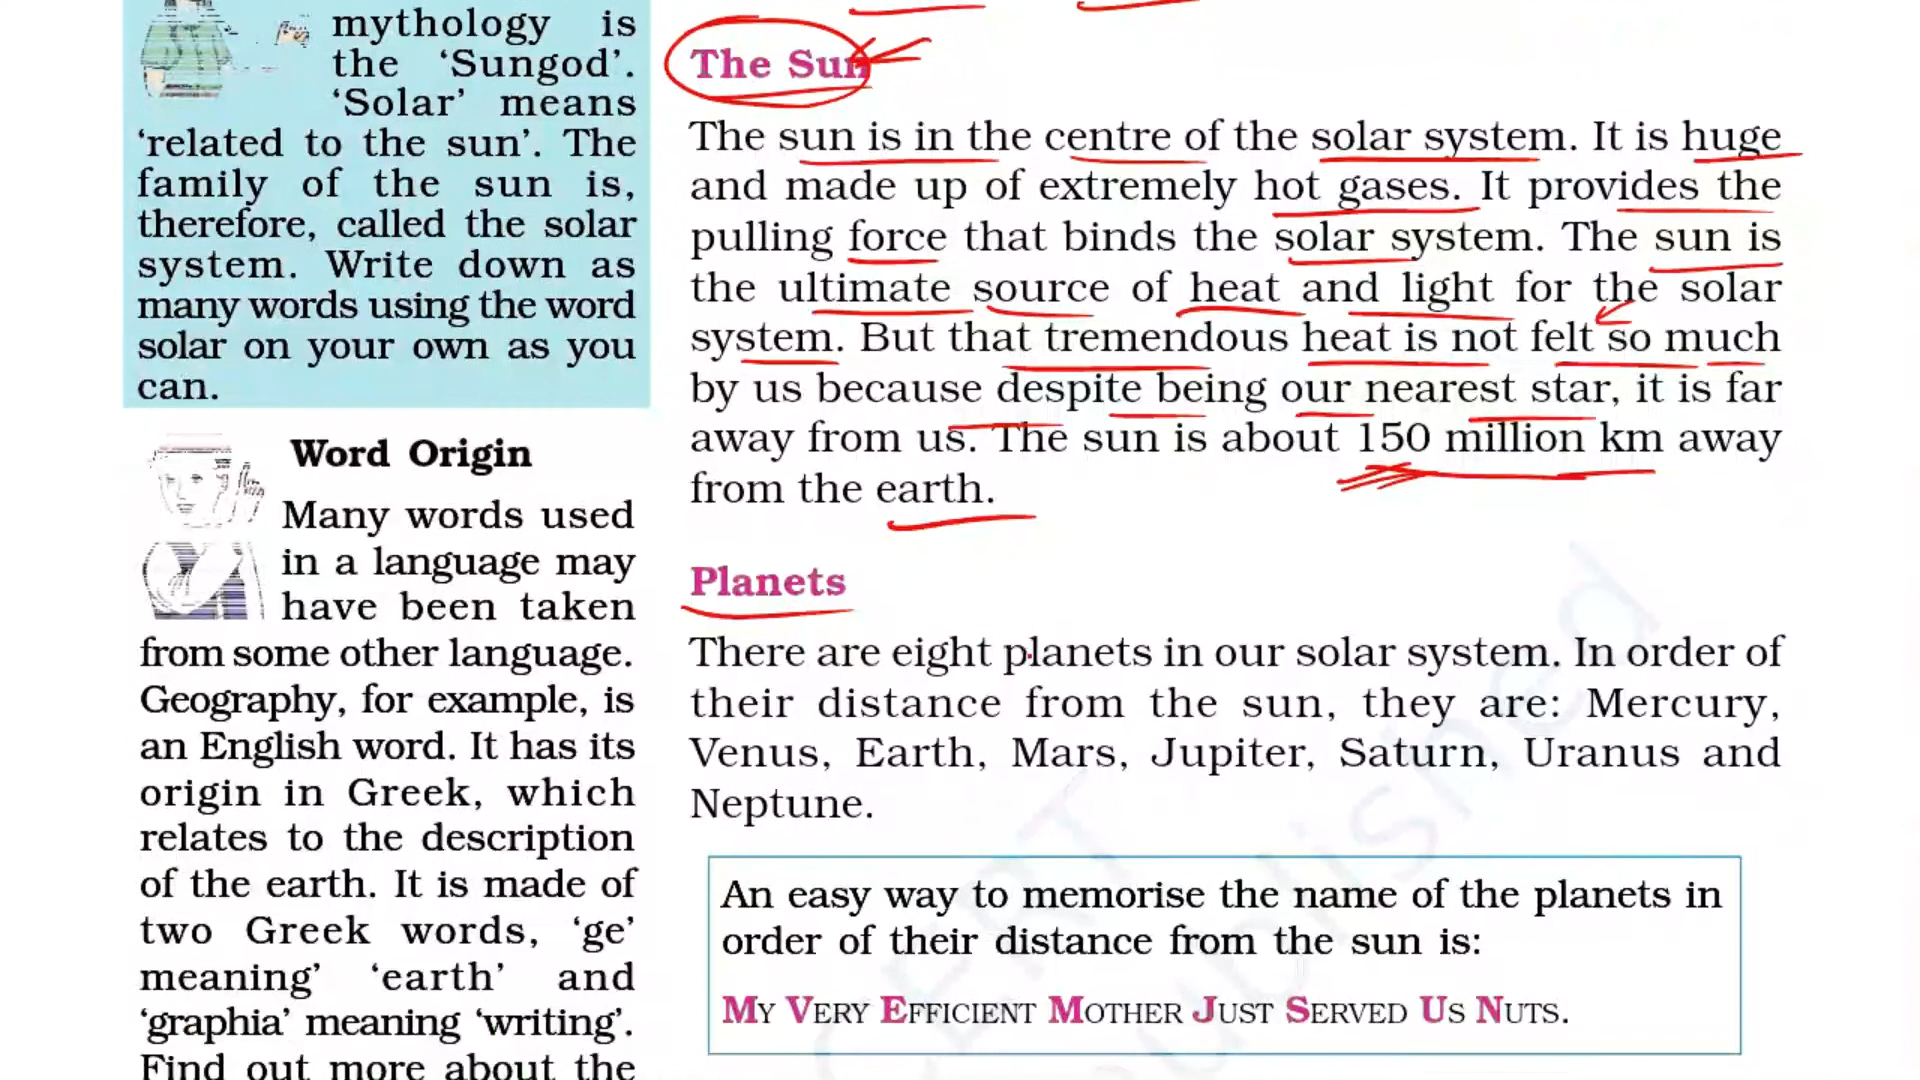 mythology is
the ‘Sungod’.
‘Solar’ means
‘related to the sun’. The
family of the sun is,
therefore, called the solar
system. Write down as
many words using the word
solar on your own as you
can.
Word Origin
Many words used
in a language may
have been taken
from some other language.
Geography, for example, is
an English word. It has its
origin in Greek, which
relates to the description
of the earth. It is made of
two Greek words, ‘ge’
meaning’ ‘earth’ and
‘graphia’ meaning ‘writing’.
Find out more about the
The Sun
The sun is in the centre of the solar system. It is huge
and made up of extremely hot gases. It provides the
pulling force that binds the solar system. The sun is
the ultimate source of heat and light for the solar
system. But that tremendous heat is not felt so much
by us because despite being our nearest star, it is far
away from us. The sun is about 150 million km away
from the earth.
Planets
There are eight planets in our solar system. In order of
their distance from the sun, they are: Mercury,
Venus, Earth, Mars, Jupiter, Saturn, Uranus and
Neptune.
An easy way to memorise the name of the planets in
order of their distance from the sun is:
MY VERY EFFICIENT MOTHER JUST SERVED US NUTS.